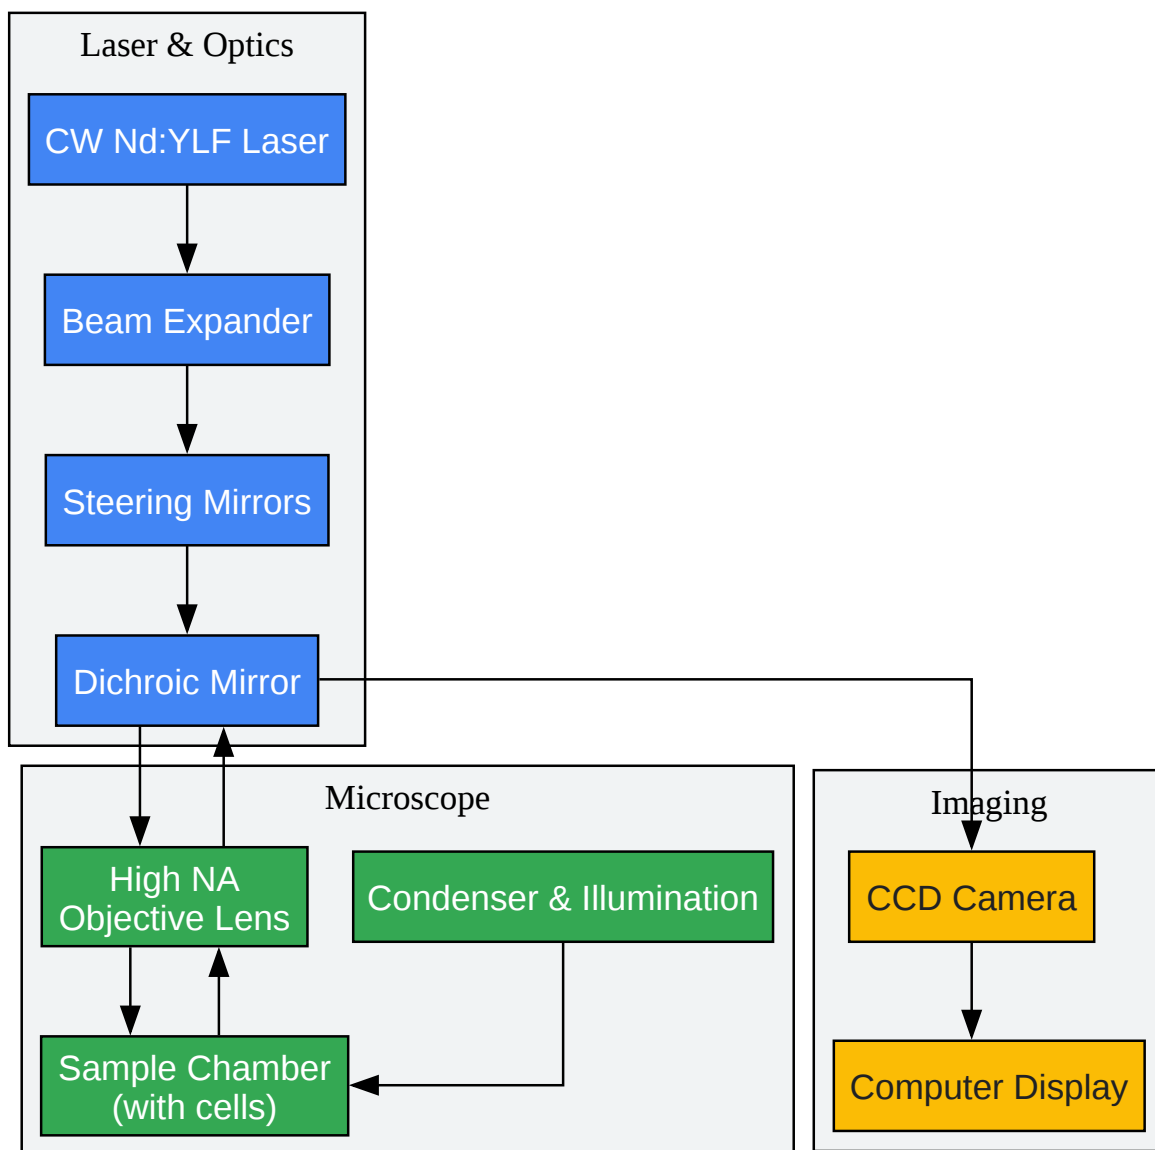 Laser & Optics
CW Nd:YLF Laser
Beam Expander
Steering Mirrors
Dichroic Mirror
Microscope
High NA
Objective Lens
Condenser & Illumination
Sample Chamber
(with cells)
Imaging
CCD Camera
Computer Display